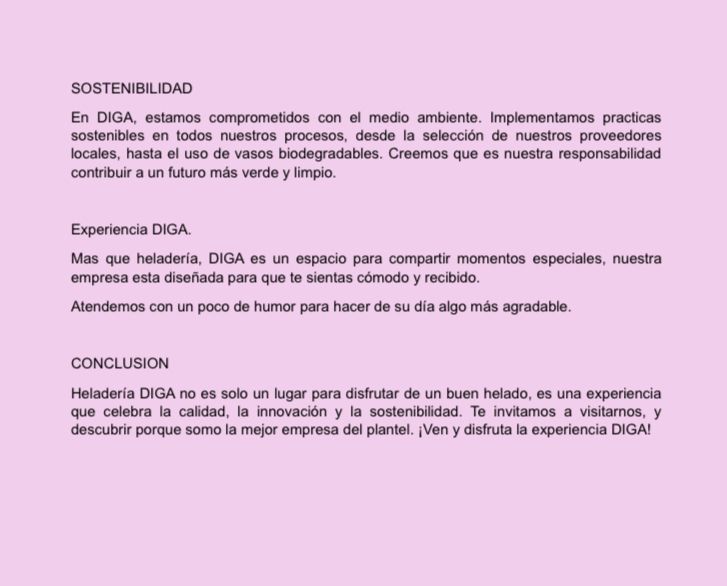 SOSTENIBILIDAD
En DIGA, estamos comprometidos con el medio ambiente. Implementamos practicas
sostenibles en todos nuestros procesos, desde la selección de nuestros proveedores
locales, hasta el uso de vasos biodegradables. Creemos que es nuestra responsabilidad
contribuir a un futuro más verde y limpio.
Experiencia DIGA.
Mas que heladería, DIGA es un espacio para compartir momentos especiales, nuestra
empresa esta diseñada para que te sientas cómodo y recibido.
Atendemos con un poco de humor para hacer de su día algo más agradable.
CONCLUSION
Heladería DIGA no es solo un lugar para disfrutar de un buen helado, es una experiencia
que celebra la calidad, la innovación y la sostenibilidad. Te invitamos a visitarnos, y
descubrir porque somo la mejor empresa del plantel. ¡Ven y disfruta la experiencia DIGA!